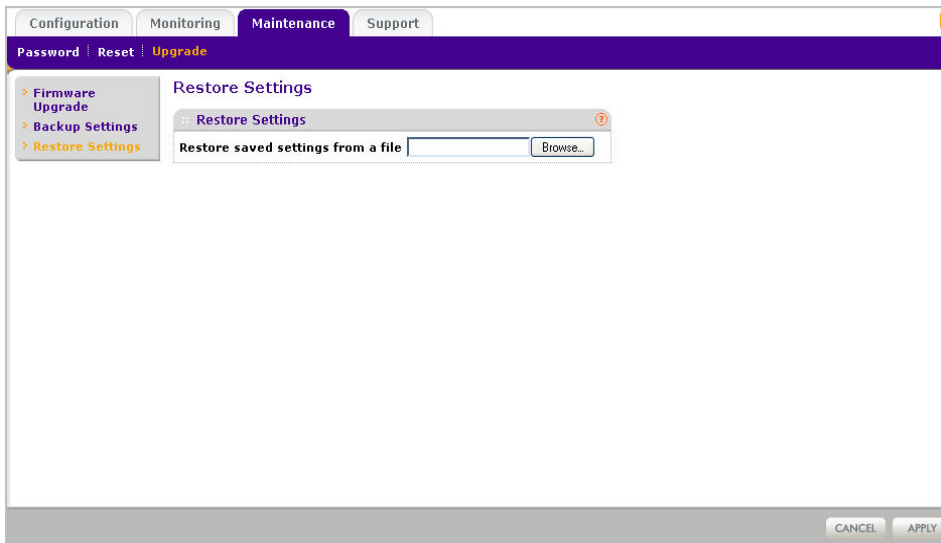 Configuration Monitoring Maintenance Support
Password Reset Upgrade
Firmware
Upgrade
Backup Settings
Restore Settings
Restore Settings
Restore Settings ?
Restore saved settings from a file Browse...
CANCEL APPLY